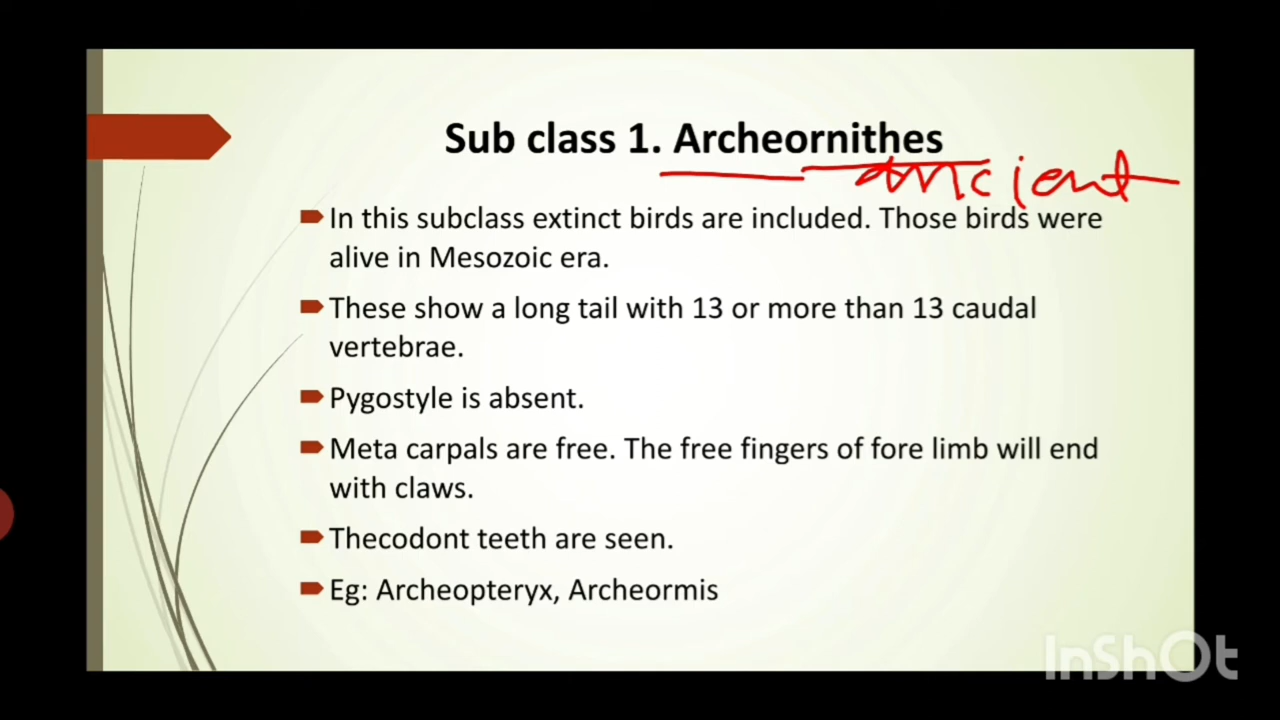 Sub class 1. Archeornithes
ancient
In this subclass extinct birds are included. Those birds were
alive in Mesozoic era.
These show a long tail with 13 or more than 13 caudal
vertebrae.
Pygostyle is absent.
Meta carpals are free. The free fingers of fore limb will end
with claws.
Thecodont teeth are seen.
Eg: Archeopteryx, Archeormis
InShOt